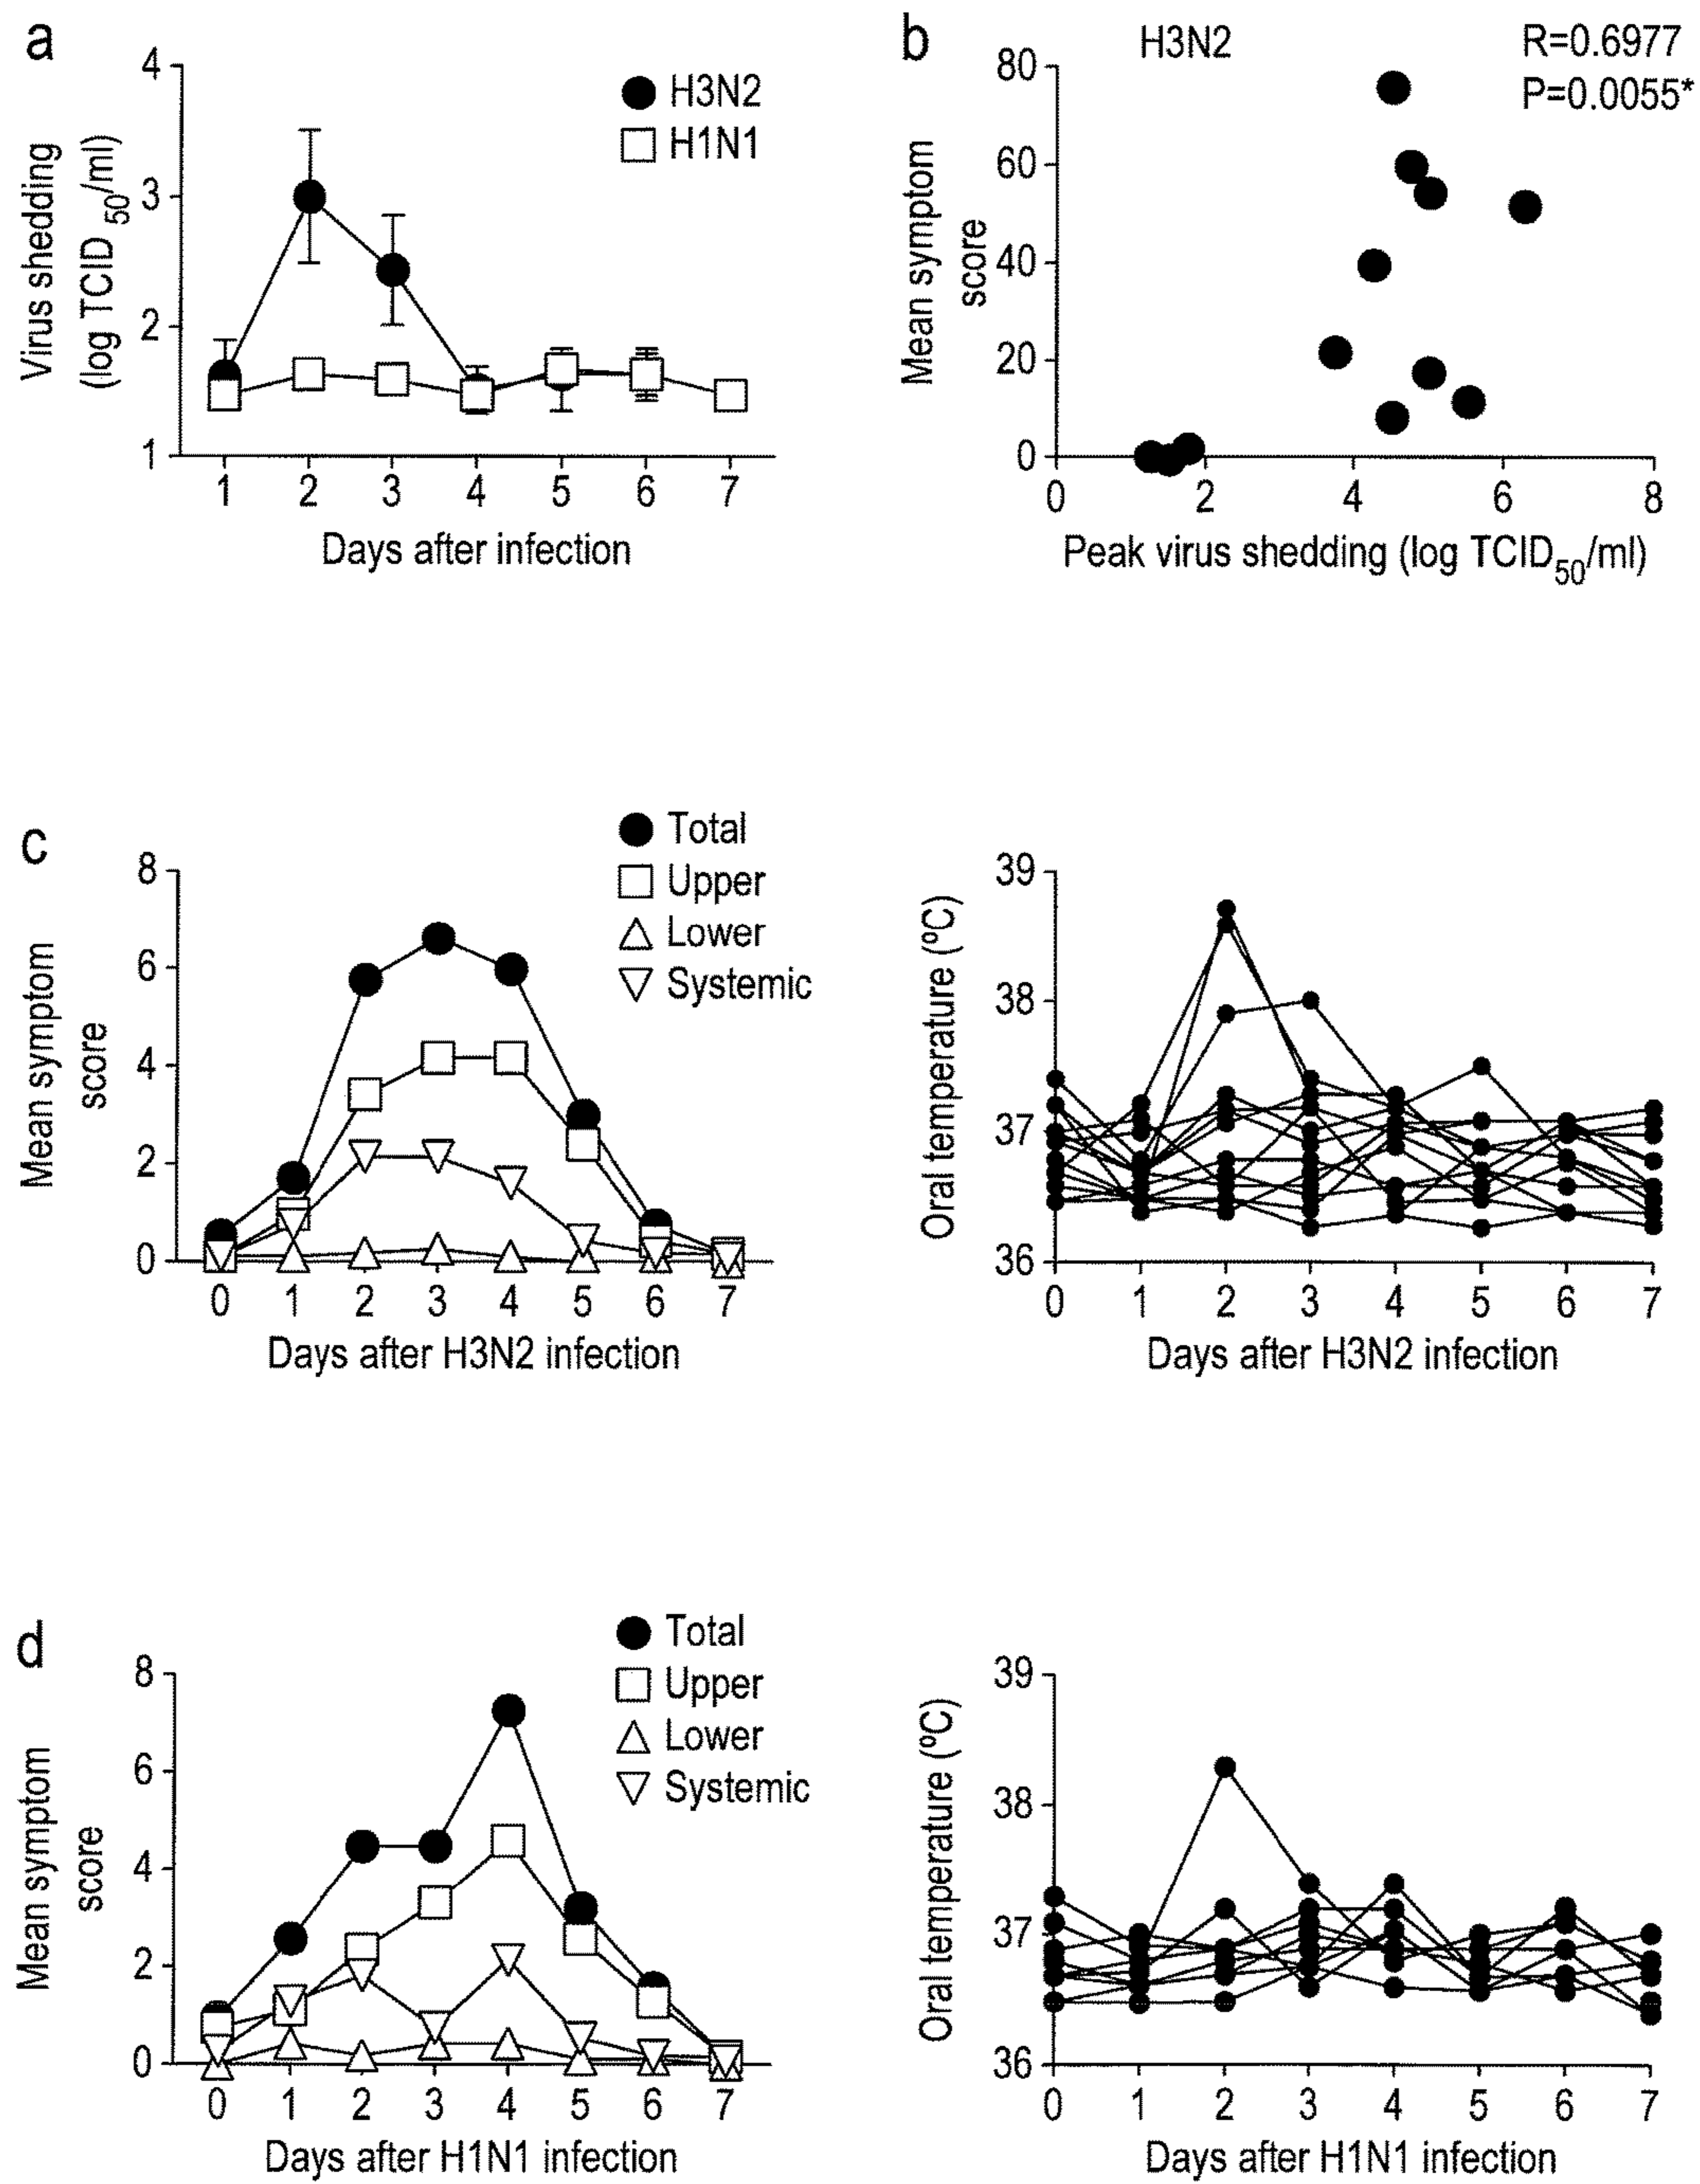 a
4
3
2
1
Virus shedding
(log TCID 50/ml)
H3N2
H1N1
1 2 3 4 5 6 7
Days after infection
b
H3N2
R=0.6977
P=0.0055*
80
60
40
20
0
Mean symptom
score
0 2 4 6 8
Peak virus shedding (log TCID50/ml)
c
Total
Upper
Lower
Systemic
8
6
4
2
0
Mean symptom
score
0 1 2 3 4 5 6 7
Days after H3N2 infection
39
38
37
36
Oral temperature (ºC)
0 1 2 3 4 5 6 7
Days after H3N2 infection
d
Total
Upper
Lower
Systemic
8
6
4
2
0
Mean symptom
score
0 1 2 3 4 5 6 7
Days after H1N1 infection
39
38
37
36
Oral temperature (ºC)
0 1 2 3 4 5 6 7
Days after H1N1 infection